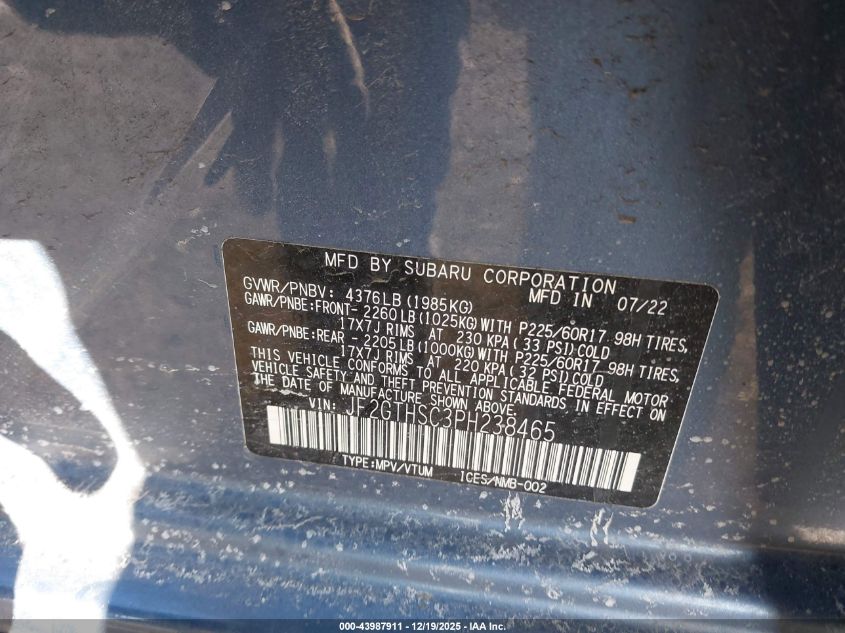 MFD BY SUBARU CORPORATION
GVWR/PNBV: 4376LB(1985KG) MFD IN 07/22
GAWR/PNBE:FRONT- 2260LB(1025KG)WITH P225/60R17 98H TIRES,
17X7J RIMS AT 230 KPA(33 PSI)COLD
GAWR/PNBE:REAR - 2205LB(1000KG)WITH P225/60R17 98H TIRES,
17X7J RIMS AT 220 KPA(32 PSI)COLD
THIS VEHICLE CONFORMS TO ALL APPLICABLE FEDERAL MOTOR
VEHICLE SAFETY AND THEFT PREVENTION STANDARDS IN EFFECT ON
THE DATE OF MANUFACTURE SHOWN ABOVE.
VIN: JF2GTHSC3PH238465
TYPE:MPV/VTUM ICES/NMB-002
000-43987911 - 12/19/2025 - IAA Inc.